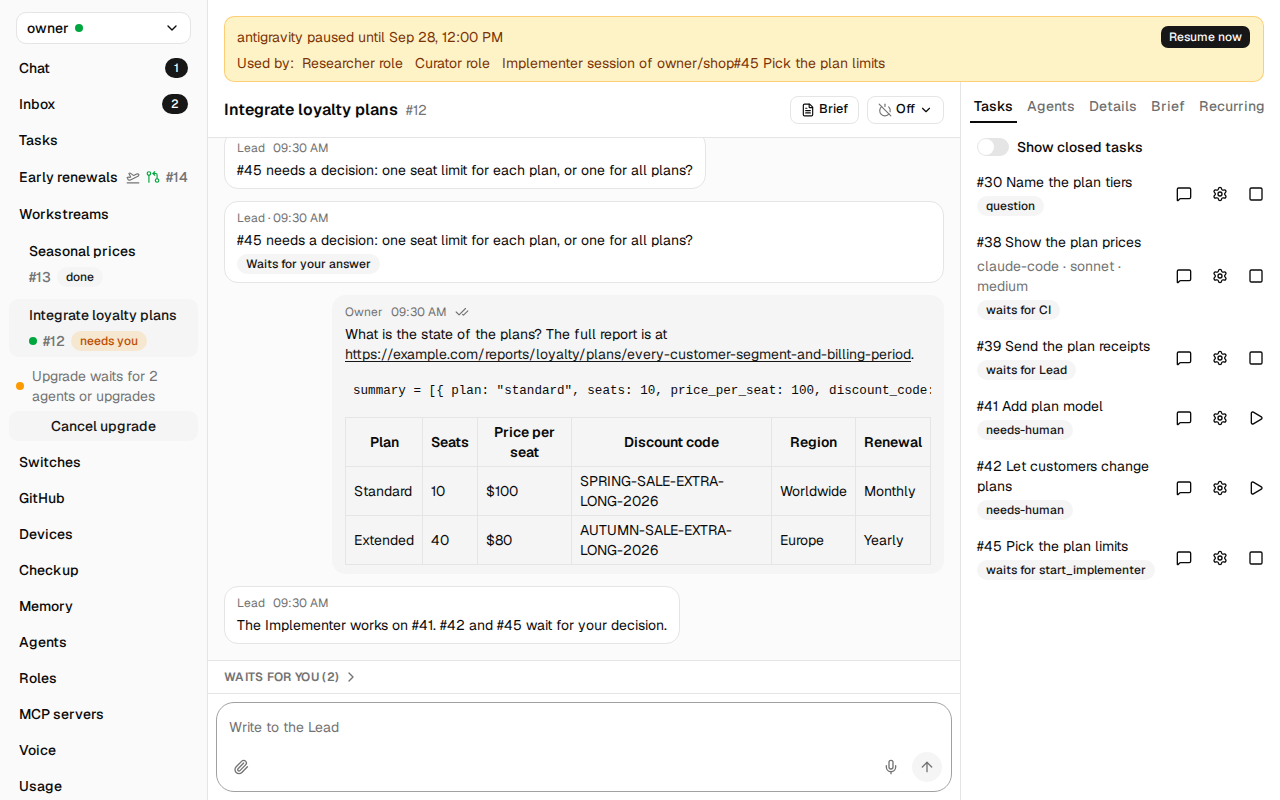 owner
Chat 1
Inbox 2
Tasks
Early renewals #14
Workstreams
Seasonal prices
#13 done
Integrate loyalty plans
#12 needs you
Upgrade waits for 2
agents or upgrades
Cancel upgrade
Switches
GitHub
Devices
Checkup
Memory
Agents
Roles
MCP servers
Voice
Usage
antigravity paused until Sep 28, 12:00 PM
Resume now
Used by: Researcher role Curator role Implementer session of owner/shop#45 Pick the plan limits
Integrate loyalty plans #12
Brief
Off
Lead 09:30 AM
#45 needs a decision: one seat limit for each plan, or one for all plans?
Lead · 09:30 AM
#45 needs a decision: one seat limit for each plan, or one for all plans?
Waits for your answer
Owner 09:30 AM
What is the state of the plans? The full report is at
https://example.com/reports/loyalty/plans/every-customer-segment-and-billing-period.
summary = [{ plan: "standard", seats: 10, price_per_seat: 100, discount_code:
Plan Seats Price per seat Discount code Region Renewal
Standard 10 $100 SPRING-SALE-EXTRA-LONG-2026 Worldwide Monthly
Extended 40 $80 AUTUMN-SALE-EXTRA-LONG-2026 Europe Yearly
Lead 09:30 AM
The Implementer works on #41. #42 and #45 wait for your decision.
WAITS FOR YOU (2)
Write to the Lead
Tasks Agents Details Brief Recurring
Show closed tasks
#30 Name the plan tiers
question
#38 Show the plan prices
claude-code · sonnet ·
medium
waits for CI
#39 Send the plan receipts
waits for Lead
#41 Add plan model
needs-human
#42 Let customers change
plans
needs-human
#45 Pick the plan limits
waits for start_implementer